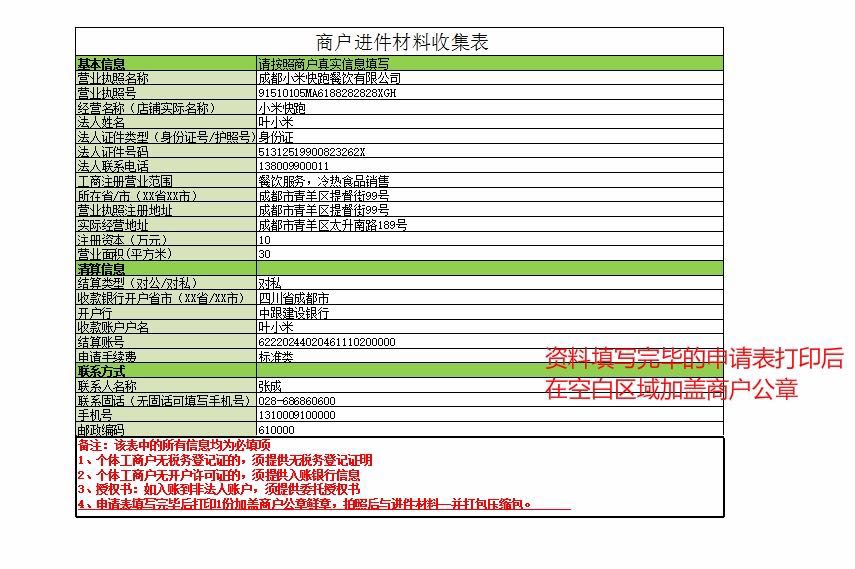 商户进件材料收集表
基本信息 请按照商户真实信息填写
营业执照名称 成都小米快跑餐饮有限公司
营业执照号 91510105MA6188282828XGH
经营名称（店铺实际名称） 小米快跑
法人姓名 叶小米
法人证件类型（身份证号/护照号） 身份证
法人证件号码 51312519900823262X
法人联系电话 138009900011
工商注册营业范围 餐饮服务，冷热食品销售
所在省/市（XX省XX市） 成都市青羊区提督街99号
营业执照注册地址 成都市青羊区提督街99号
实际经营地址 成都市青羊区太升南路189号
注册资本（万元） 10
营业面积(平方米) 30
清算信息
结算类型（对公/对私） 对私
收款银行开户省市（XX省/XX市） 四川省成都市
开户行 中跟建设银行
收款账户户名 叶小米
结算账号 62220244020461110200000
申请手续费 标准类
联系方式
联系人名称 张成
联系固话（无固话可填写手机号） 028-686860600
手机号 1310009100000
邮政编码 610000
资料填写完毕的申请表打印后
在空白区域加盖商户公章
备注：该表中的所有信息均为必填项
1、个体工商户无税务登记证的，须提供无税务登记证明
2、个体工商户无开户许可证的，须提供入账银行信息
3、授权书：如入账到非法人账户，须提供委托授权书
4、申请表填写完毕后打印1份加盖商户公章鲜章，拍照后与进件材料一并打包压缩包。